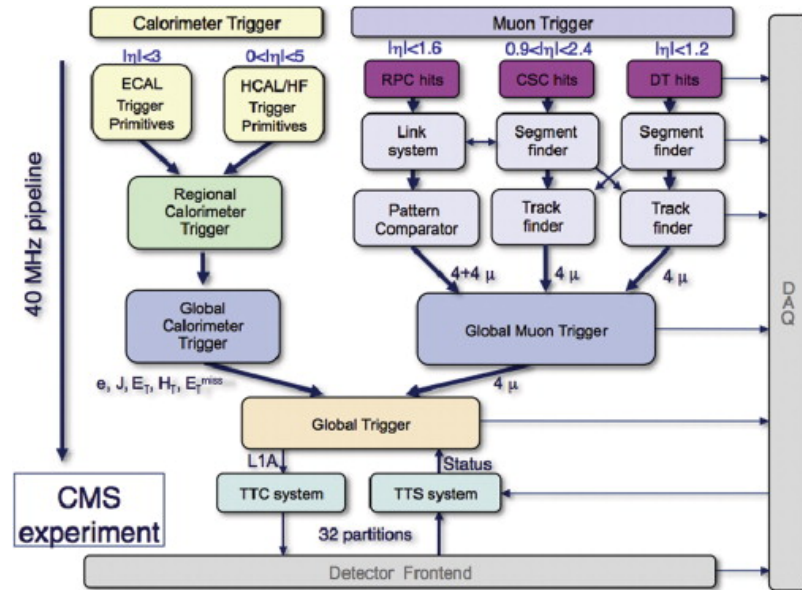 Calorimeter Trigger
Muon Trigger
|η|<3
0<|η|<5
|η|<1.6
0.9<|η|<2.4
|η|<1.2
ECAL
Trigger
Primitives
HCAL/HF
Trigger
Primitives
RPC hits
CSC hits
DT hits
Link
system
Segment
finder
Segment
finder
Regional
Calorimeter
Trigger
Pattern
Comparator
Track
finder
Track
finder
40 MHz pipeline
4+4 μ
4 μ
4 μ
DAQ
Global
Calorimeter
Trigger
Global Muon Trigger
e, J, E_T, H_T, E_T^miss
4 μ
Global Trigger
L1A
Status
CMS
experiment
TTC system
TTS system
32 partitions
Detector Frontend